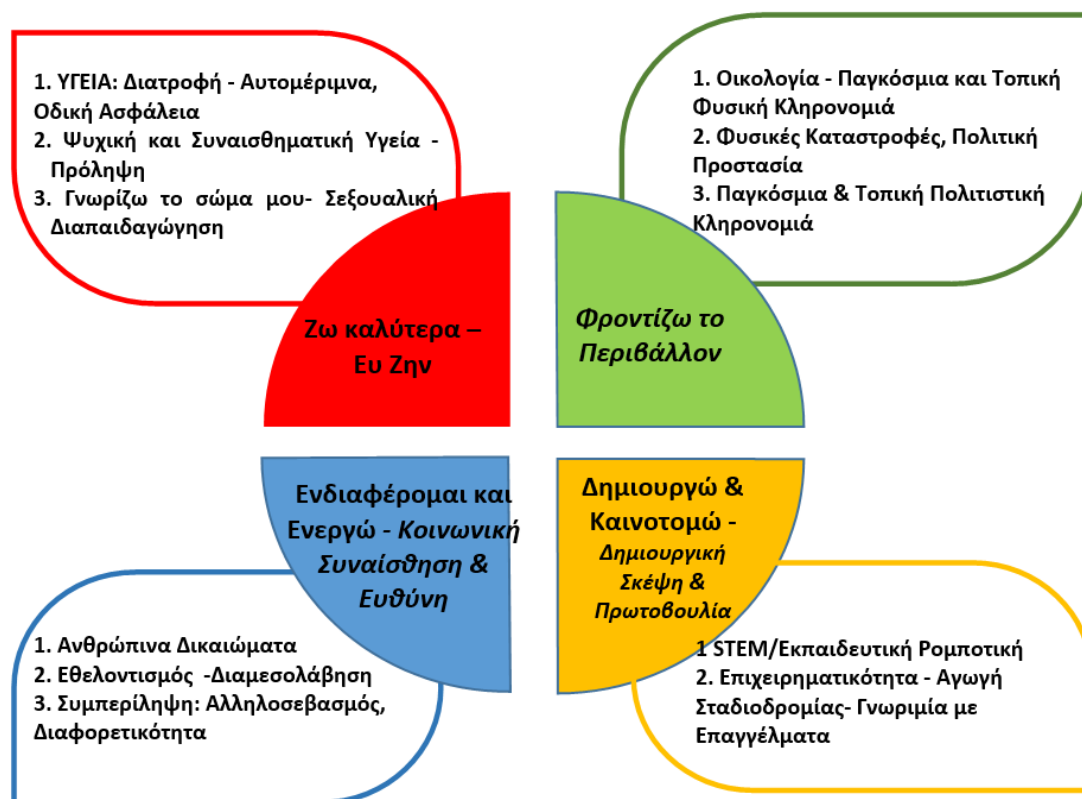 1. ΥΓΕΙΑ: Διατροφή - Αυτομέριμνα,
Οδική Ασφάλεια
2. Ψυχική και Συναισθηματική Υγεία -
Πρόληψη
3. Γνωρίζω το σώμα μου- Σεξουαλική
Διαπαιδαγώγηση
1. Οικολογία - Παγκόσμια και Τοπική
Φυσική Κληρονομιά
2. Φυσικές Καταστροφές, Πολιτική
Προστασία
3. Παγκόσμια & Τοπική Πολιτιστική
Κληρονομιά
Ζω καλύτερα –
Ευ Ζην
Φροντίζω το
Περιβάλλον
Ενδιαφέρομαι και
Ενεργώ - Κοινωνική
Συναίσθηση &
Ευθύνη
Δημιουργώ &
Καινοτομώ -
Δημιουργική
Σκέψη &
Πρωτοβουλία
1. Ανθρώπινα Δικαιώματα
2. Εθελοντισμός -Διαμεσολάβηση
3. Συμπερίληψη: Αλληλοσεβασμός,
Διαφορετικότητα
1 STEM/Εκπαιδευτική Ρομποτική
2. Επιχειρηματικότητα - Αγωγή
Σταδιοδρομίας- Γνωριμία με
Επαγγέλματα